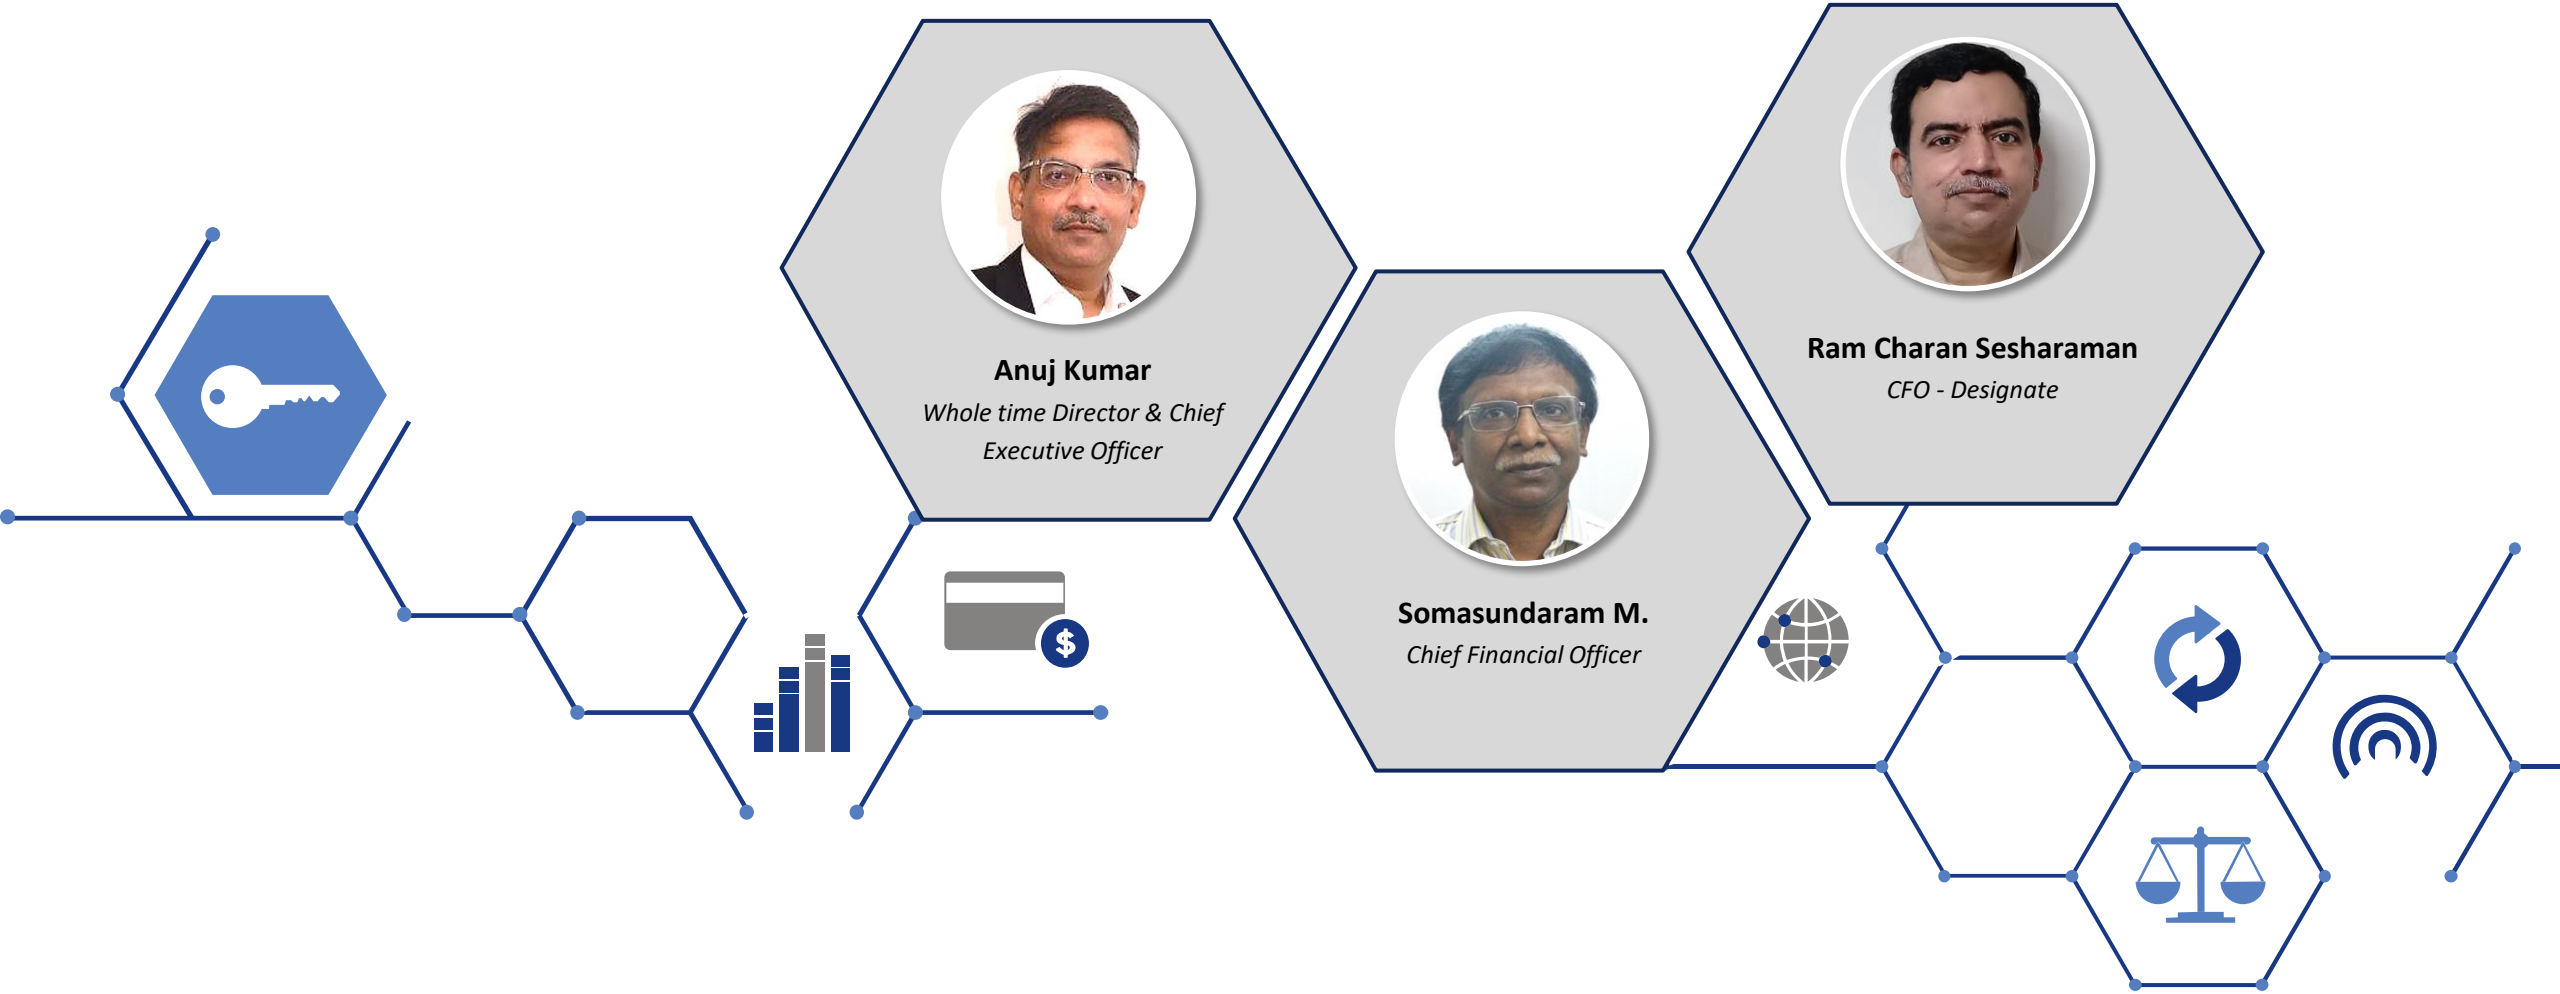 Anuj Kumar
Whole time Director & Chief
Executive Officer
Somasundaram M.
Chief Financial Officer
Ram Charan Sesharaman
CFO - Designate
$